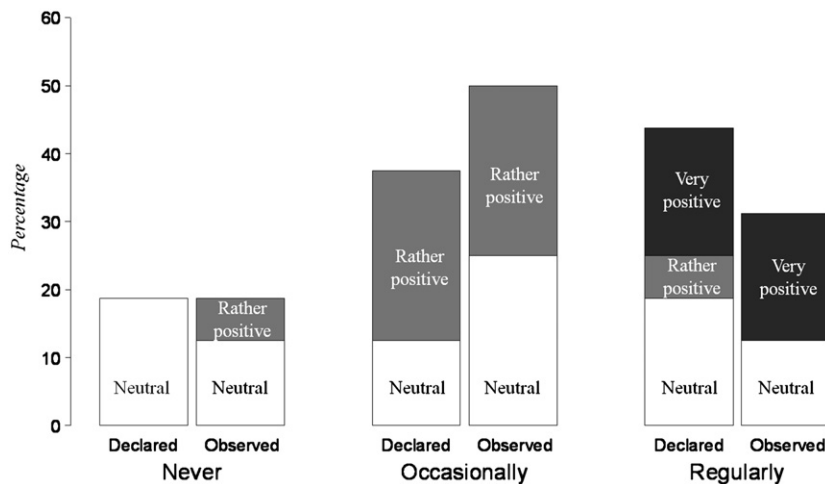 60
50
40
30
20
10
0
Percentage
Very
positive
Rather
positive
Rather
positive
Rather
positive
Very
positive
Rather
positive
Neutral
Neutral
Neutral
Neutral
Neutral
Neutral
Declared
Observed
Declared
Observed
Declared
Observed
Never
Occasionally
Regularly